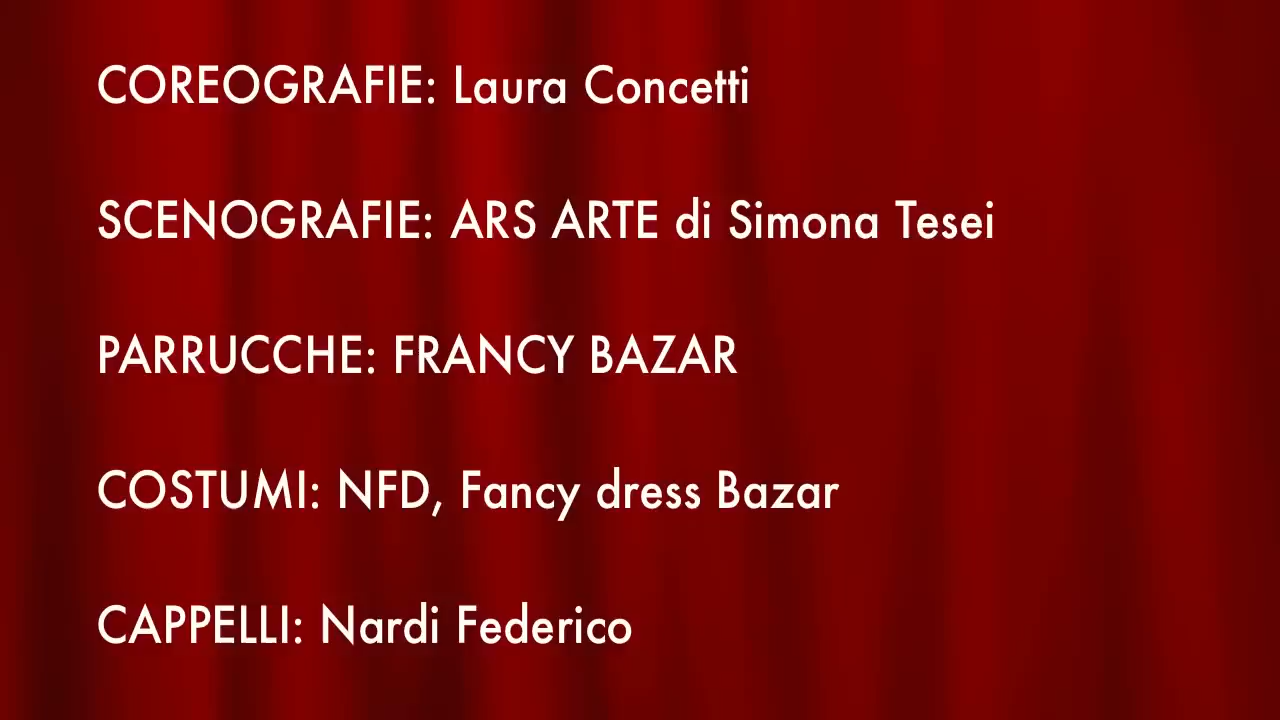 COREOGRAFIE: Laura Concetti
SCENOGRAFIE: ARS ARTE di Simona Tesei
PARRUCCHE: FRANCY BAZAR
COSTUMI: NFD, Fancy dress Bazar
CAPPELLI: Nardi Federico